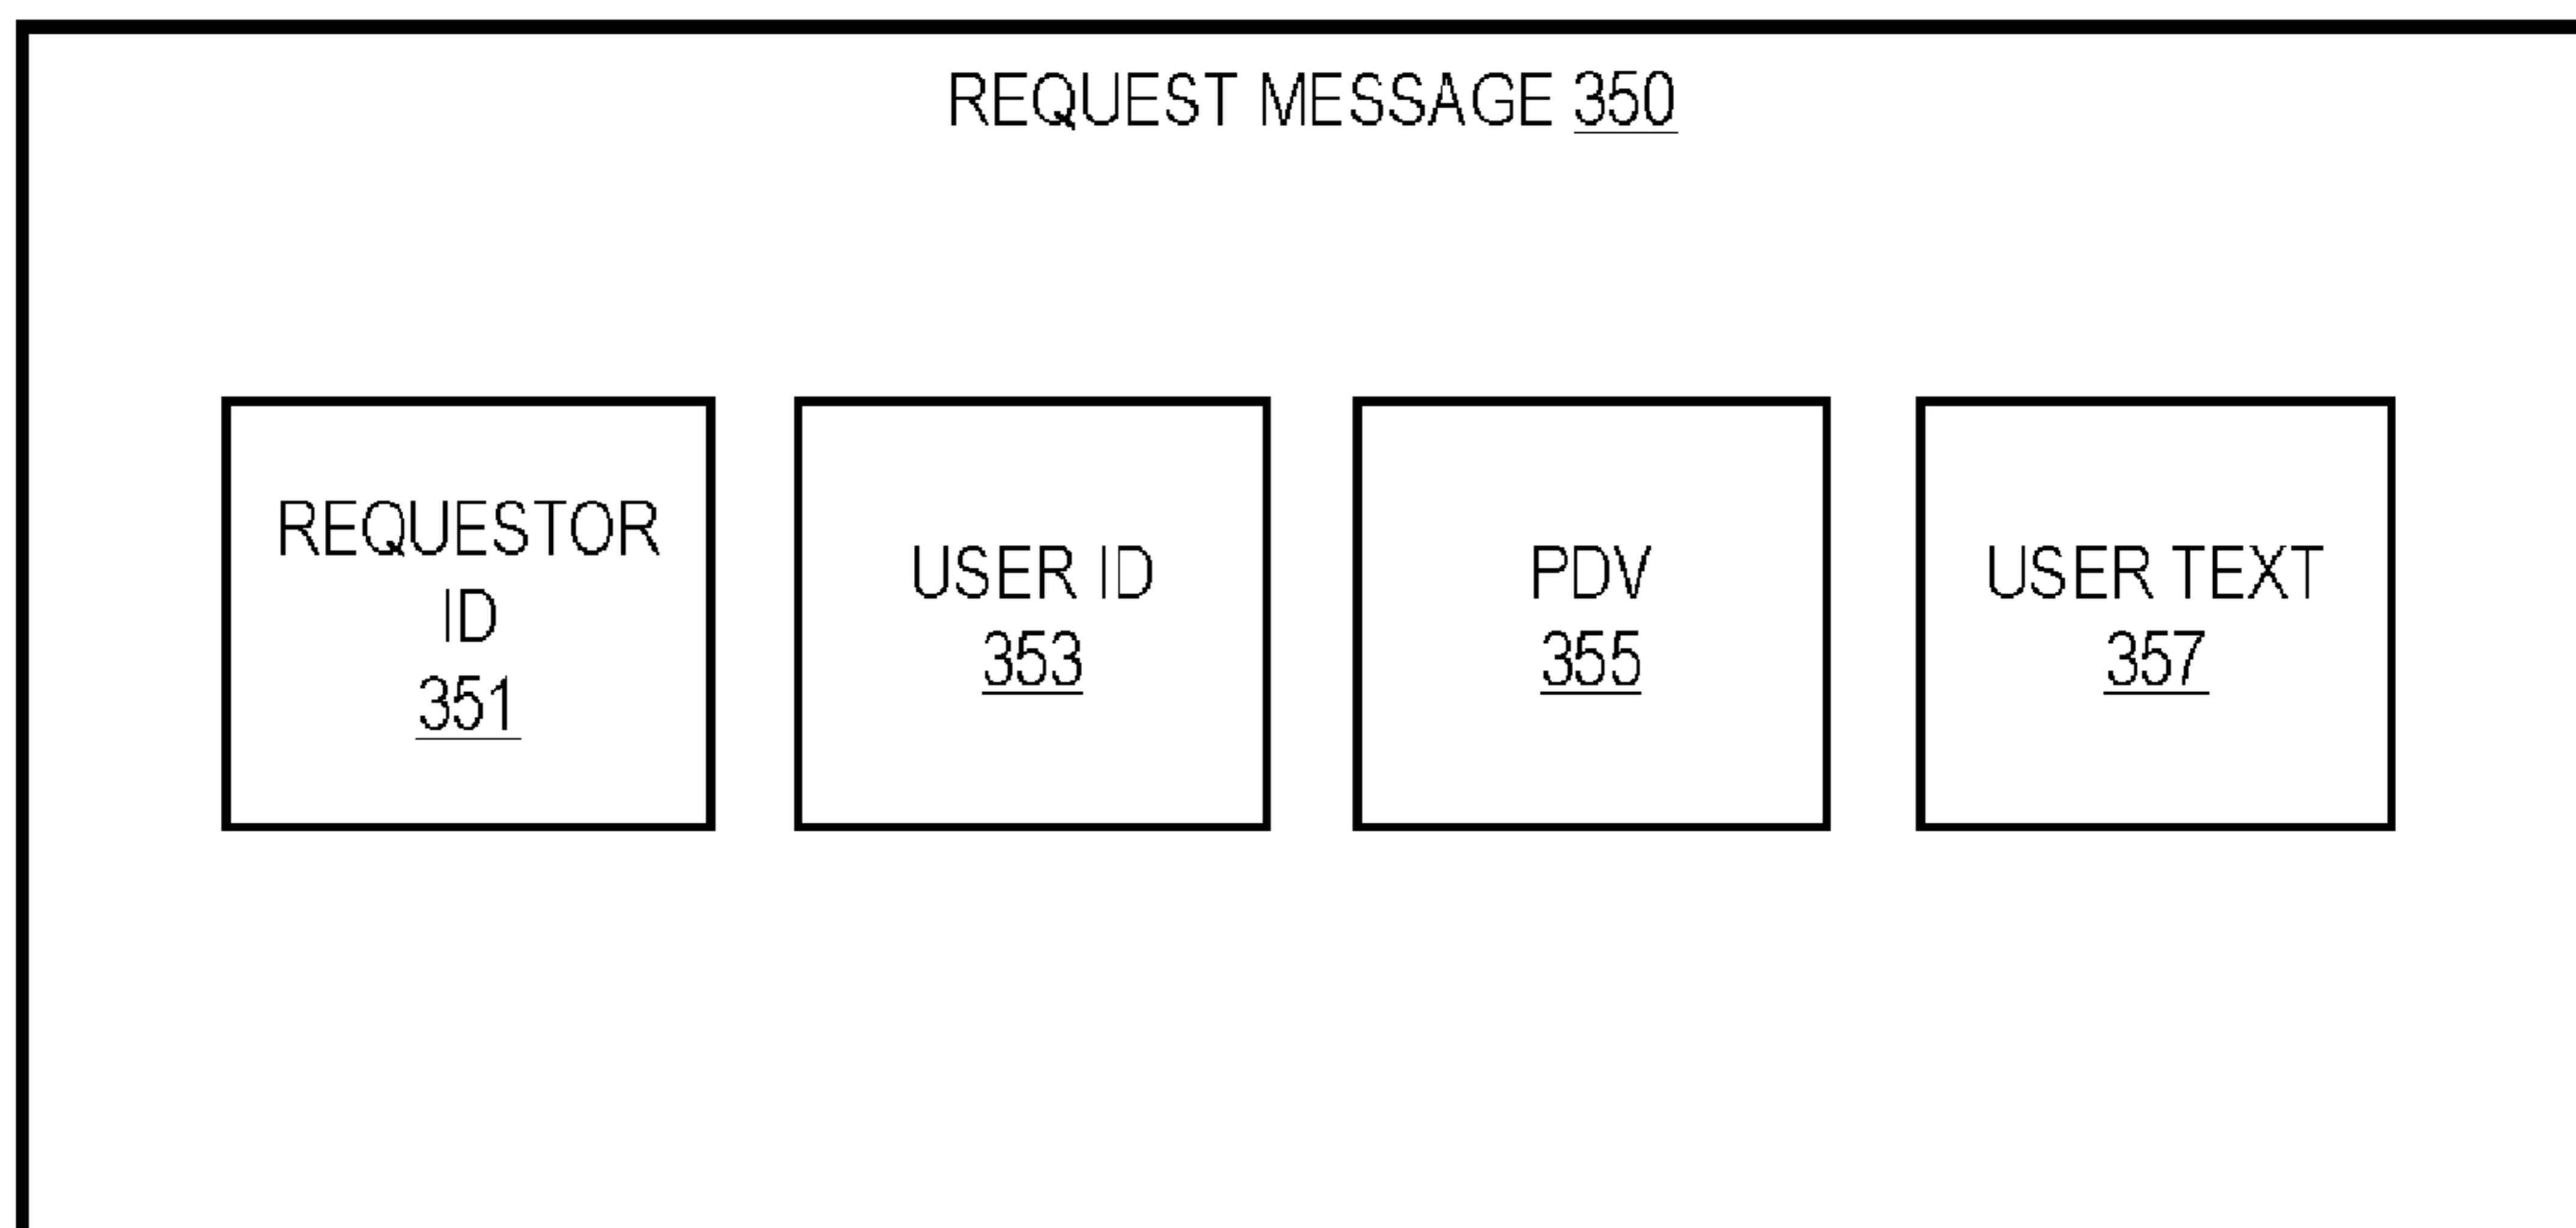 REQUEST MESSAGE 350
REQUESTOR
ID
351
USER ID
353
PDV
355
USER TEXT
357